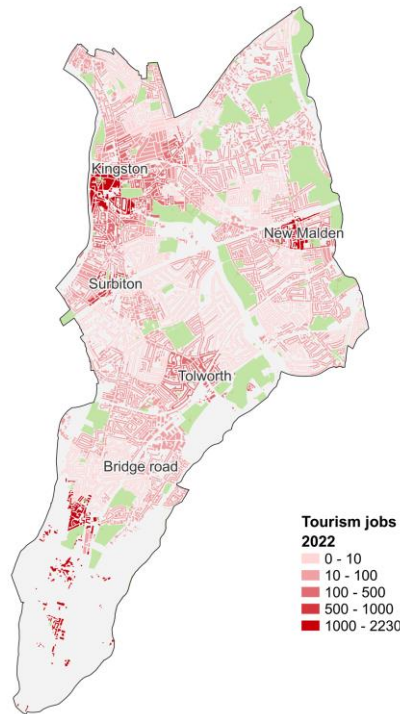 Kingston
New Malden
Surbiton
Tolworth
Bridge road
Tourism jobs
2022
0 - 10
10 - 100
100 - 500
500 - 1000
1000 - 2230